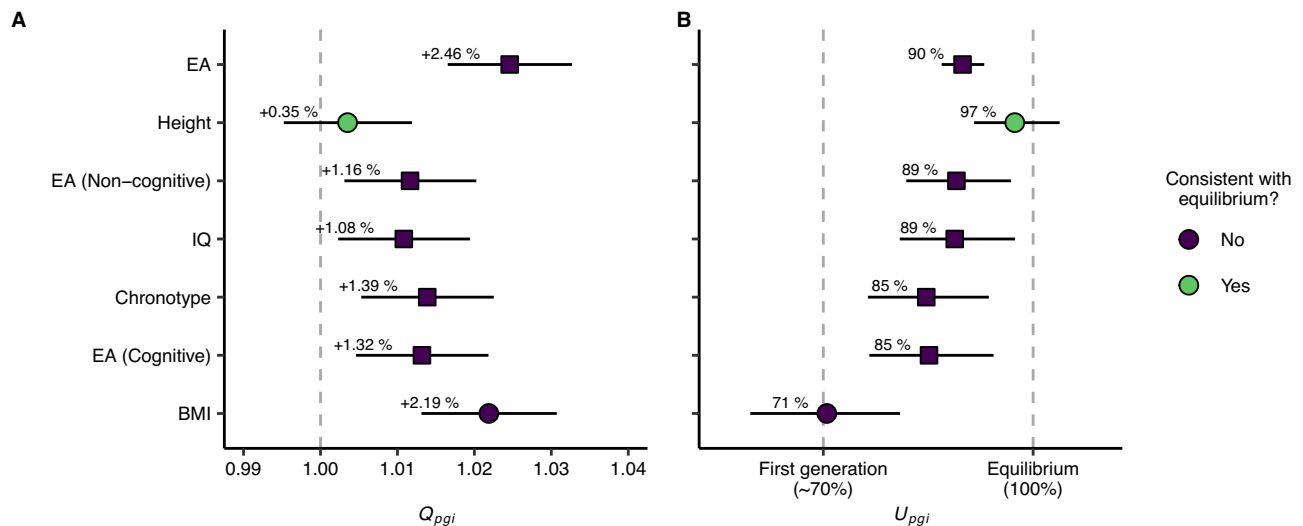 A
B
EA
Height
EA (Non−cognitive)
IQ
Chronotype
EA (Cognitive)
BMI
+2.46 %
+0.35 %
+1.16 %
+1.08 %
+1.39 %
+1.32 %
+2.19 %
0.99 1.00 1.01 1.02 1.03 1.04
Qpgi
90 %
97 %
89 %
89 %
85 %
85 %
71 %
First generation
(~70%)
Equilibrium
(100%)
Upgi
Consistent with
equilibrium?
No
Yes